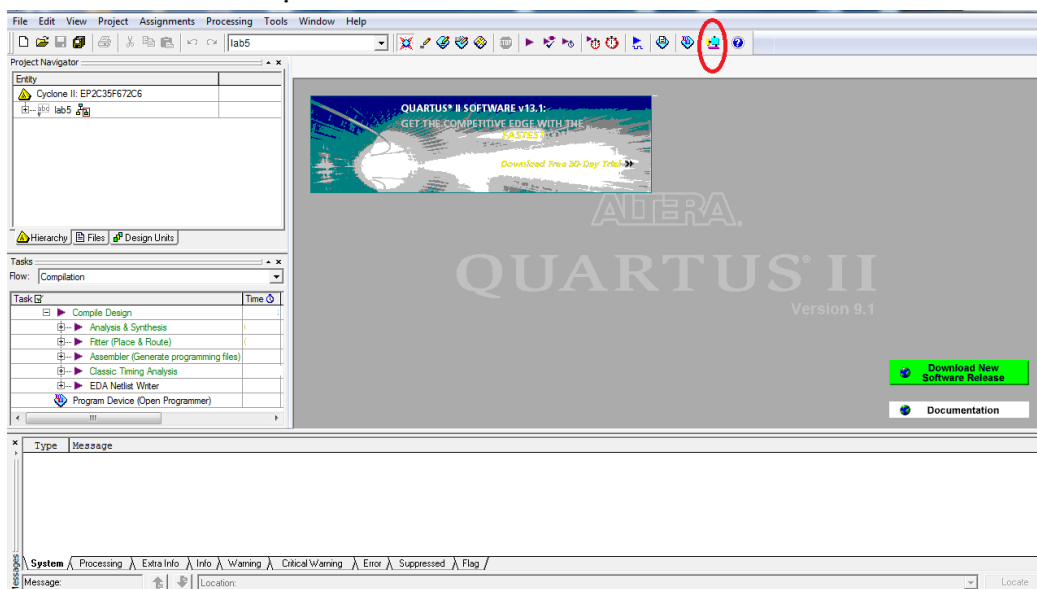 File Edit View Project Assignments Processing Tools Window Help
lab5
Project Navigator
Entity
Cyclone II: EP2C35F672C6
abc lab5
Hierarchy Files Design Units
Tasks
Flow: Compilation
Task Time
Compile Design
Analysis & Synthesis
Fitter (Place & Route)
Assembler (Generate programming files)
Classic Timing Analysis
EDA Netlist Writer
Program Device (Open Programmer)
QUARTUS® II SOFTWARE v13.1:
GET THE COMPETITIVE EDGE WITH THE
FASTEST
Download Free 30-Day Trial
ALTERA.
QUARTUS® II
Version 9.1
Download New
Software Release
Documentation
Type Message
System Processing Extra Info Info Warning Critical Warning Error Suppressed Flag
Messages
Message: Location: Locate